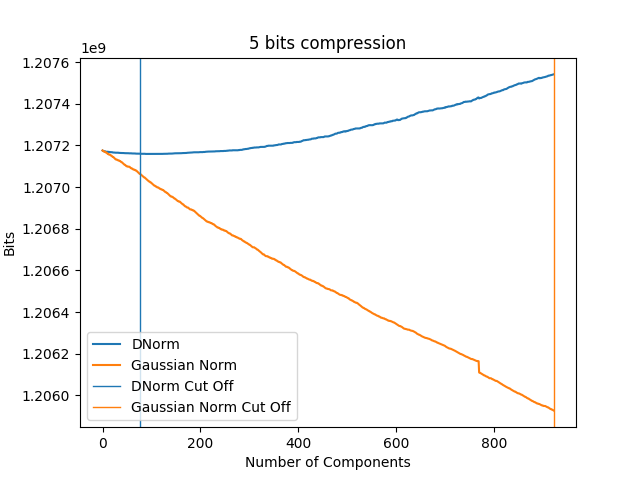 5 bits compression
1e9
1.2076
1.2074
1.2072
1.2070
1.2068
1.2066
1.2064
1.2062
1.2060
Bits
DNorm
Gaussian Norm
DNorm Cut Off
Gaussian Norm Cut Off
0 200 400 600 800
Number of Components